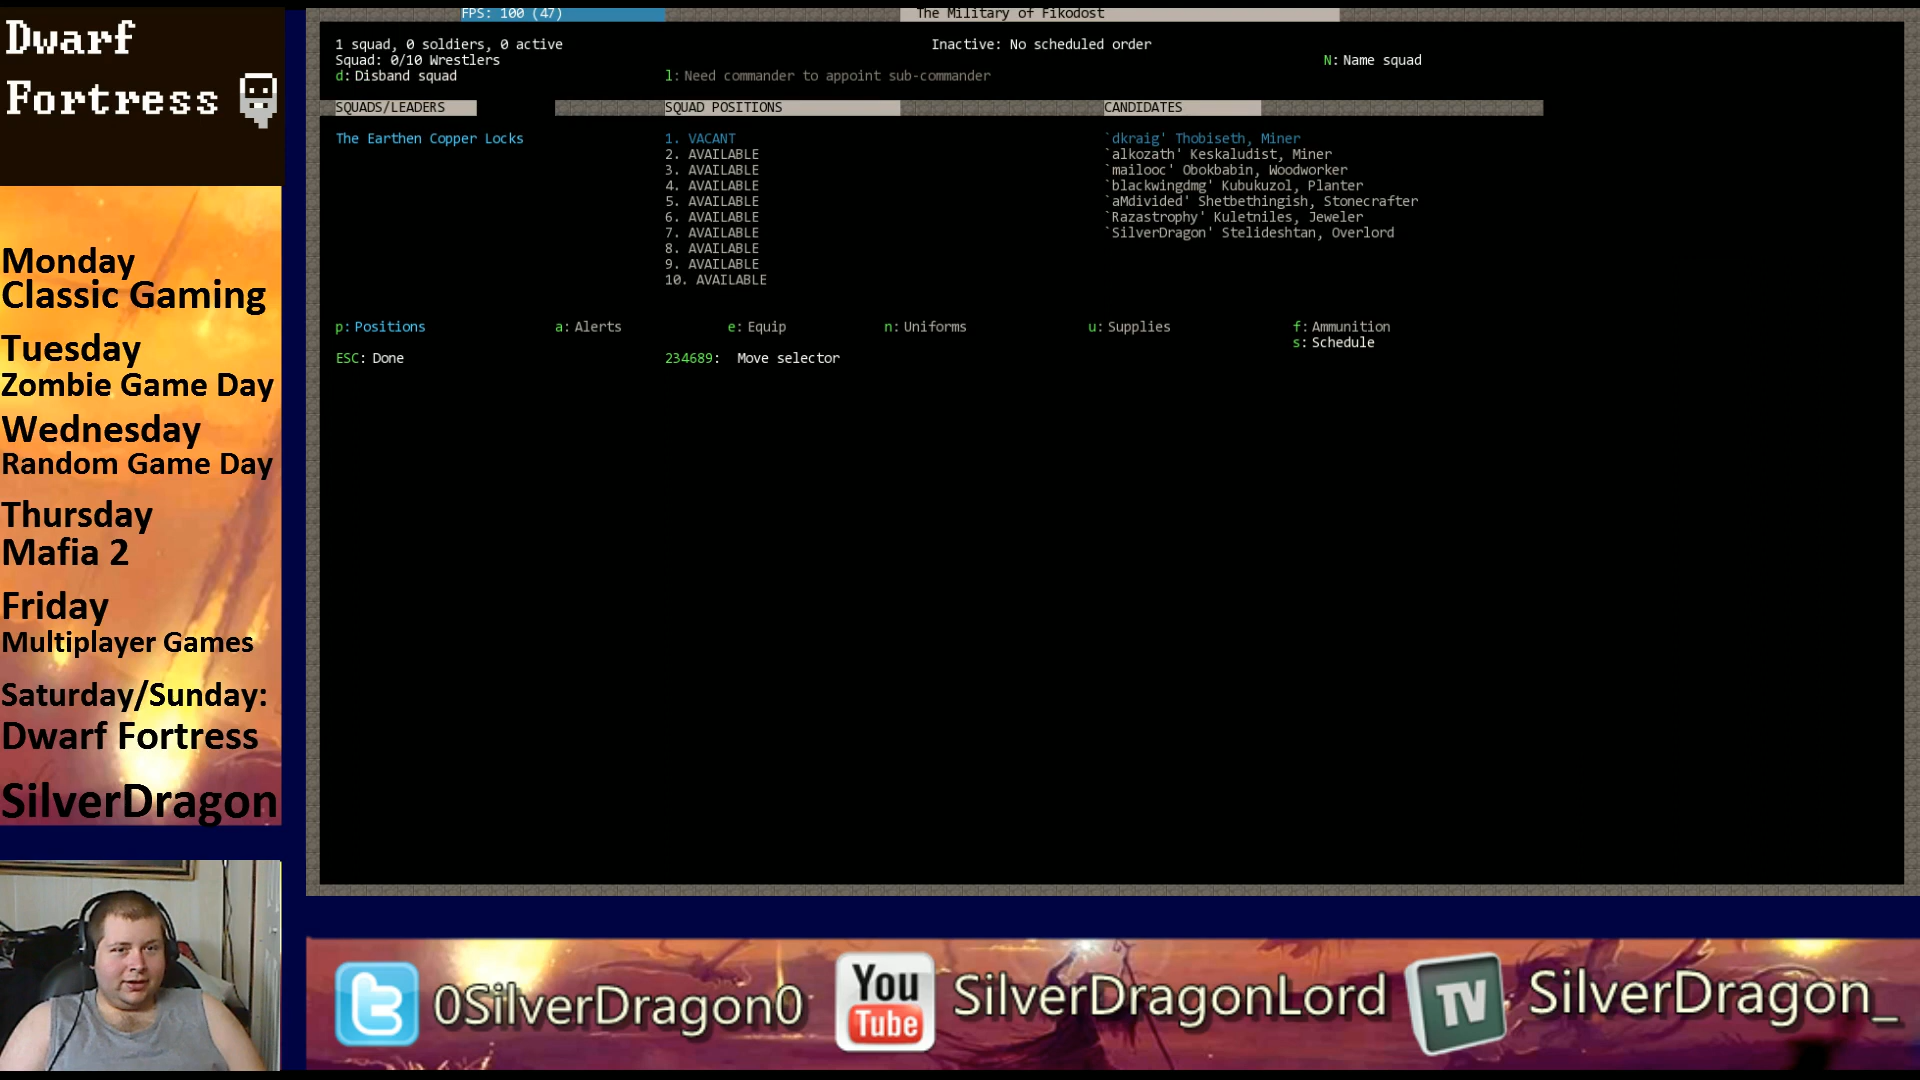 Dwarf
Fortress
Monday
Classic Gaming
Tuesday
Zombie Game Day
Wednesday
Random Game Day
Thursday
Mafia 2
Friday
Multiplayer Games
Saturday/Sunday:
Dwarf Fortress
SilverDragon
FPS: 100 (47)
The Military of Fikodost
1 squad, 0 soldiers, 0 active
Inactive: No scheduled order
Squad: 0/10 Wrestlers
N: Name squad
d: Disband squad
l: Need commander to appoint sub-commander
SQUADS/LEADERS
SQUAD POSITIONS
CANDIDATES
The Earthen Copper Locks
1. VACANT
2. AVAILABLE
3. AVAILABLE
4. AVAILABLE
5. AVAILABLE
6. AVAILABLE
7. AVAILABLE
8. AVAILABLE
9. AVAILABLE
10. AVAILABLE
`dkraig' Thobiseth, Miner
`alkozath' Keskaludist, Miner
`mailooc' Obokbabin, Woodworker
`blackwingdmg' Kubukuzol, Planter
`aMdivided' Shetbethingish, Stonecrafter
`Razastrophy' Kuletniles, Jeweler
`SilverDragon' Stelideshtan, Overlord
p: Positions
a: Alerts
e: Equip
n: Uniforms
u: Supplies
f: Ammunition
s: Schedule
ESC: Done
234689: Move selector
0SilverDragon0
You
Tube
SilverDragonLord
TV
SilverDragon_